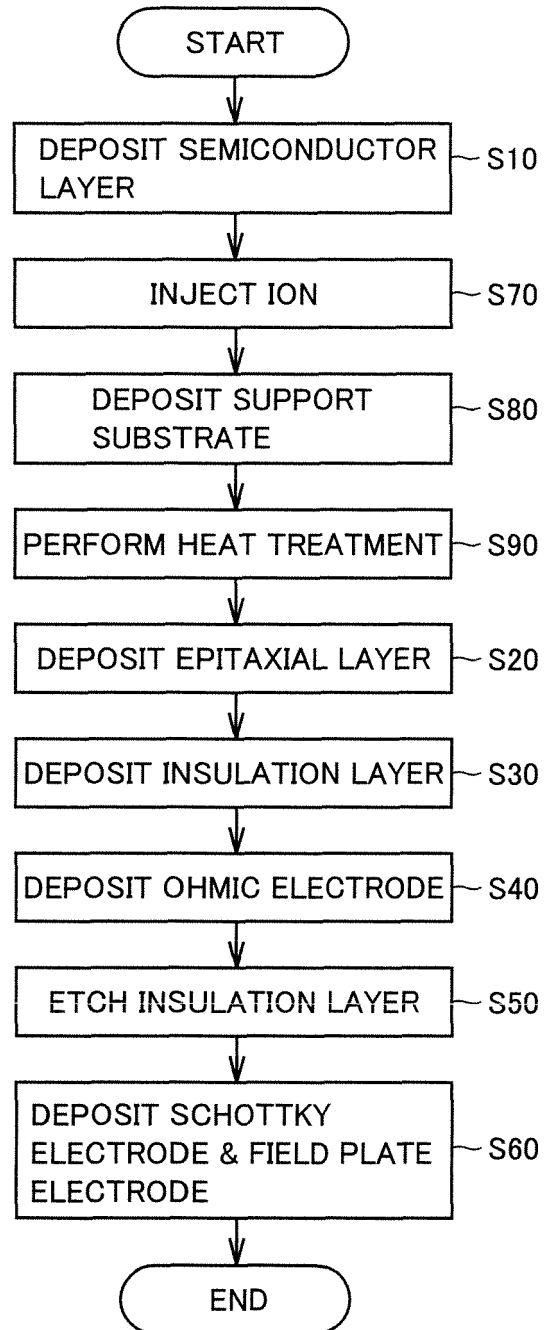 START
DEPOSIT SEMICONDUCTOR
LAYER
S10
INJECT ION
S70
DEPOSIT SUPPORT
SUBSTRATE
S80
PERFORM HEAT TREATMENT
S90
DEPOSIT EPITAXIAL LAYER
S20
DEPOSIT INSULATION LAYER
S30
DEPOSIT OHMIC ELECTRODE
S40
ETCH INSULATION LAYER
S50
DEPOSIT SCHOTTKY
ELECTRODE & FIELD PLATE
ELECTRODE
S60
END